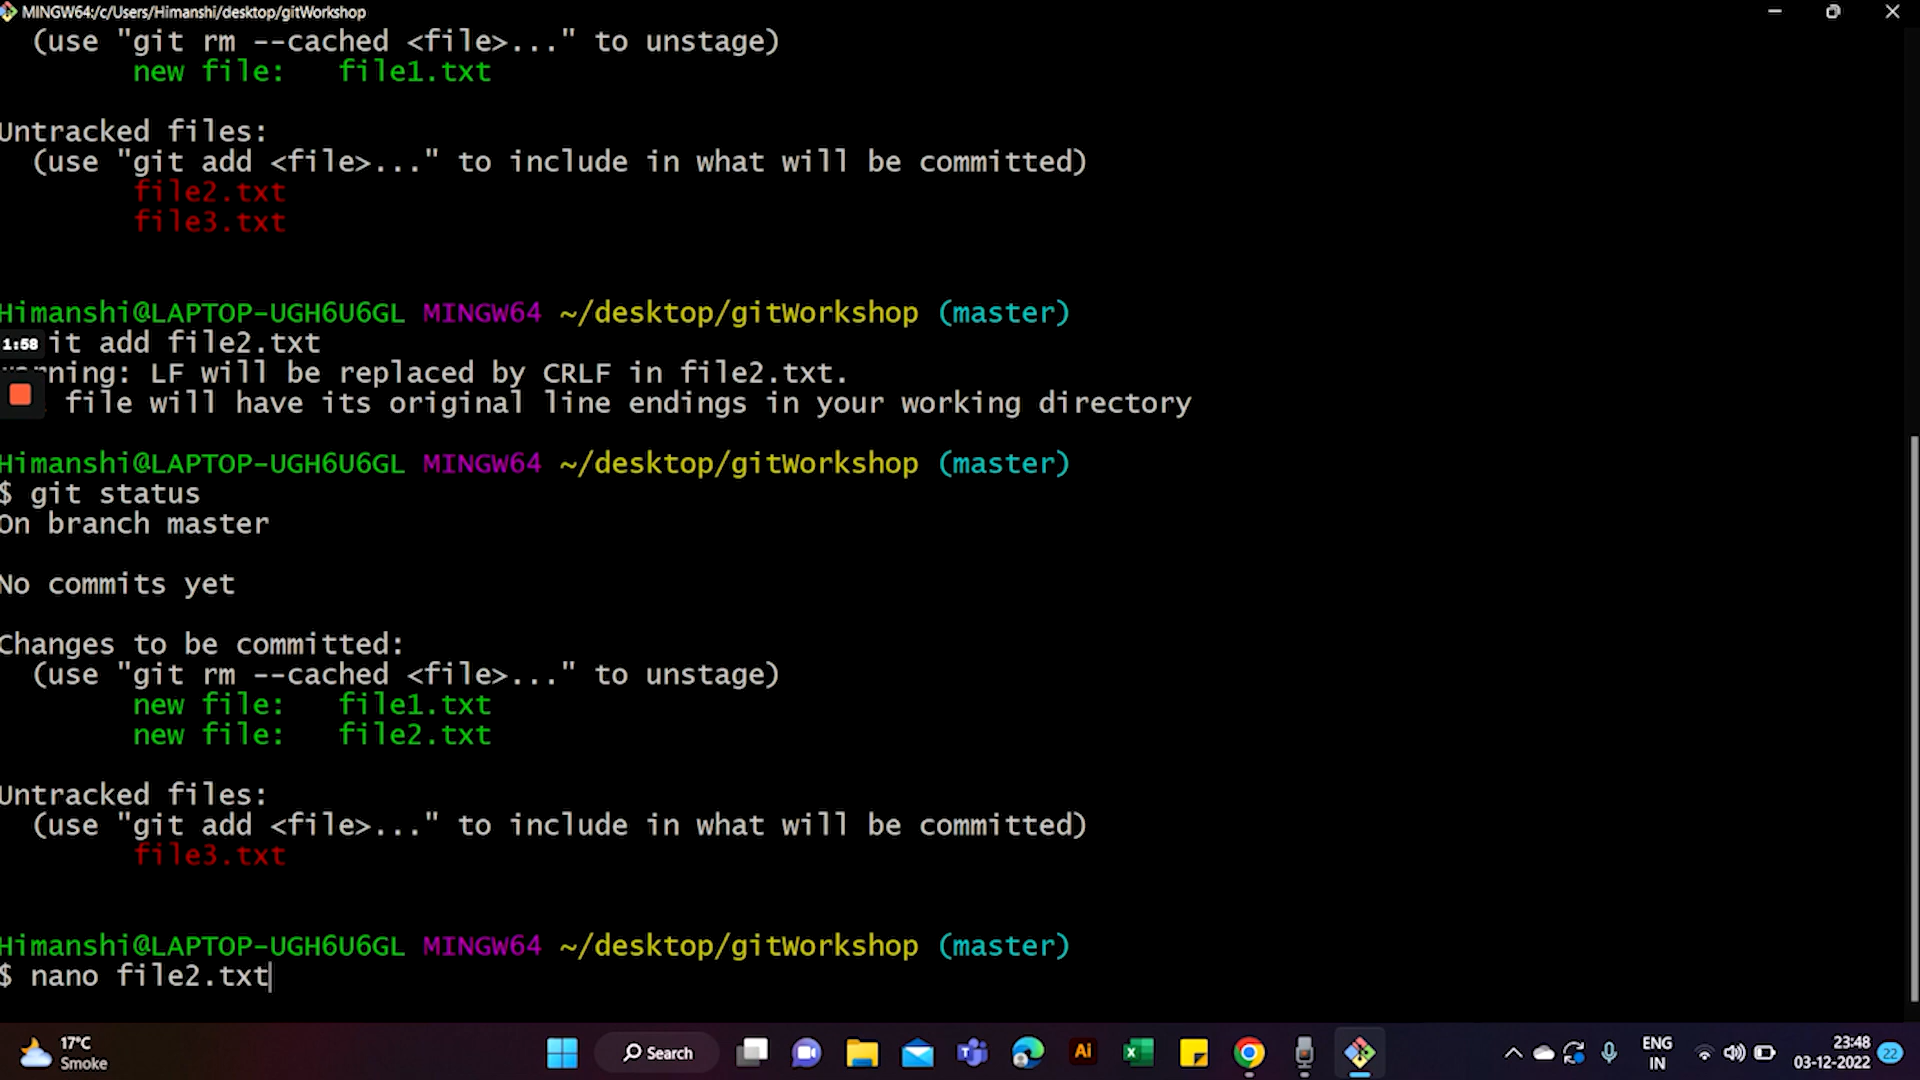 MINGW64:/c/Users/Himanshi/desktop/gitWorkshop
(use "git rm --cached <file>..." to unstage)
new file:   file1.txt
Untracked files:
(use "git add <file>..." to include in what will be committed)
file2.txt
file3.txt
Himanshi@LAPTOP-UGH6U6GL MINGW64 ~/desktop/gitWorkshop (master)
1:58 it add file2.txt
warning: LF will be replaced by CRLF in file2.txt.
file will have its original line endings in your working directory
Himanshi@LAPTOP-UGH6U6GL MINGW64 ~/desktop/gitWorkshop (master)
$ git status
On branch master
No commits yet
Changes to be committed:
(use "git rm --cached <file>..." to unstage)
new file:   file1.txt
new file:   file2.txt
Untracked files:
(use "git add <file>..." to include in what will be committed)
file3.txt
Himanshi@LAPTOP-UGH6U6GL MINGW64 ~/desktop/gitWorkshop (master)
$ nano file2.txt
17°C
Smoke
Search
Ai
ENG
IN
23:48
03-12-2022
22